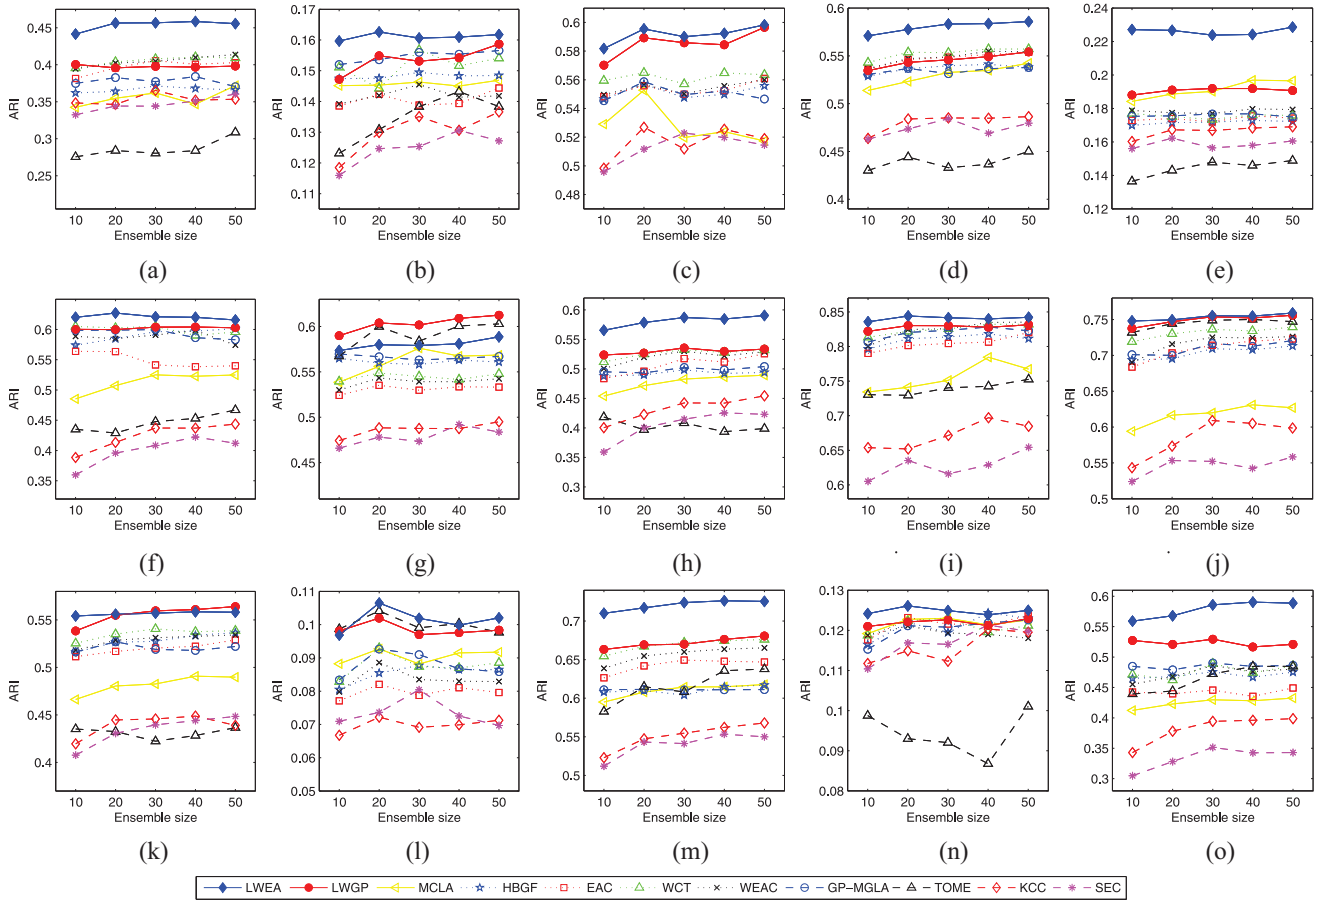 ARI
0.45
0.4
0.35
0.3
0.25
10 20 30 40 50
Ensemble size
(a)
ARI
0.17
0.16
0.15
0.14
0.13
0.12
0.11
10 20 30 40 50
Ensemble size
(b)
ARI
0.6
0.58
0.56
0.54
0.52
0.5
0.48
10 20 30 40 50
Ensemble size
(c)
ARI
0.6
0.55
0.5
0.45
0.4
10 20 30 40 50
Ensemble size
(d)
ARI
0.24
0.22
0.2
0.18
0.16
0.14
0.12
10 20 30 40 50
Ensemble size
(e)
ARI
0.6
0.55
0.5
0.45
0.4
0.35
10 20 30 40 50
Ensemble size
(f)
ARI
0.6
0.55
0.5
0.45
10 20 30 40 50
Ensemble size
(g)
ARI
0.6
0.55
0.5
0.45
0.4
0.35
0.3
10 20 30 40 50
Ensemble size
(h)
ARI
0.85
0.8
0.75
0.7
0.65
0.6
10 20 30 40 50
Ensemble size
(i)
ARI
0.75
0.7
0.65
0.6
0.55
0.5
10 20 30 40 50
Ensemble size
(j)
ARI
0.55
0.5
0.45
0.4
10 20 30 40 50
Ensemble size
(k)
ARI
0.11
0.1
0.09
0.08
0.07
0.06
0.05
10 20 30 40 50
Ensemble size
(l)
ARI
0.7
0.65
0.6
0.55
0.5
10 20 30 40 50
Ensemble size
(m)
ARI
0.13
0.12
0.11
0.1
0.09
0.08
10 20 30 40 50
Ensemble size
(n)
ARI
0.6
0.55
0.5
0.45
0.4
0.35
0.3
10 20 30 40 50
Ensemble size
(o)
LWEA LWGP MCLA HBGF EAC WCT WEAC GP-MGLA TOME KCC SEC